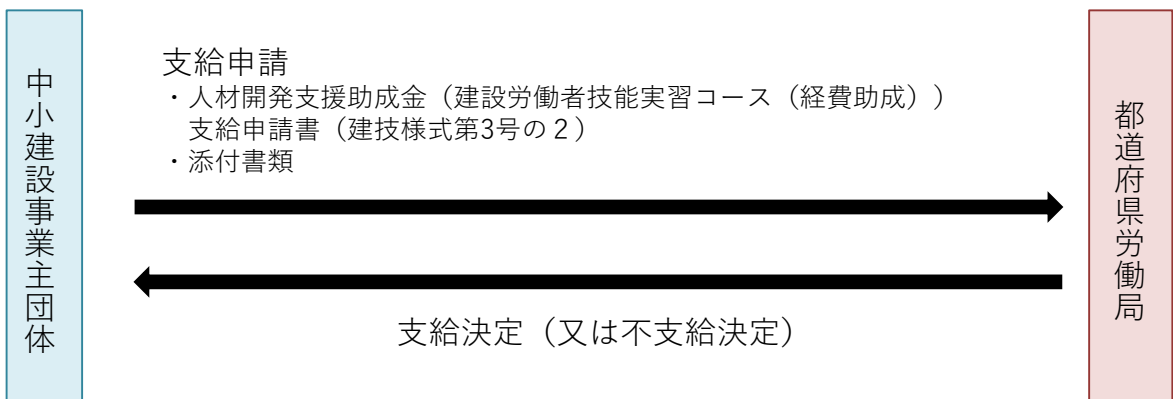 中小建設事業主団体
支給申請
・人材開発支援助成金（建設労働者技能実習コース（経費助成））
支給申請書（建技様式第3号の２）
・添付書類
支給決定（又は不支給決定）
都道府県労働局